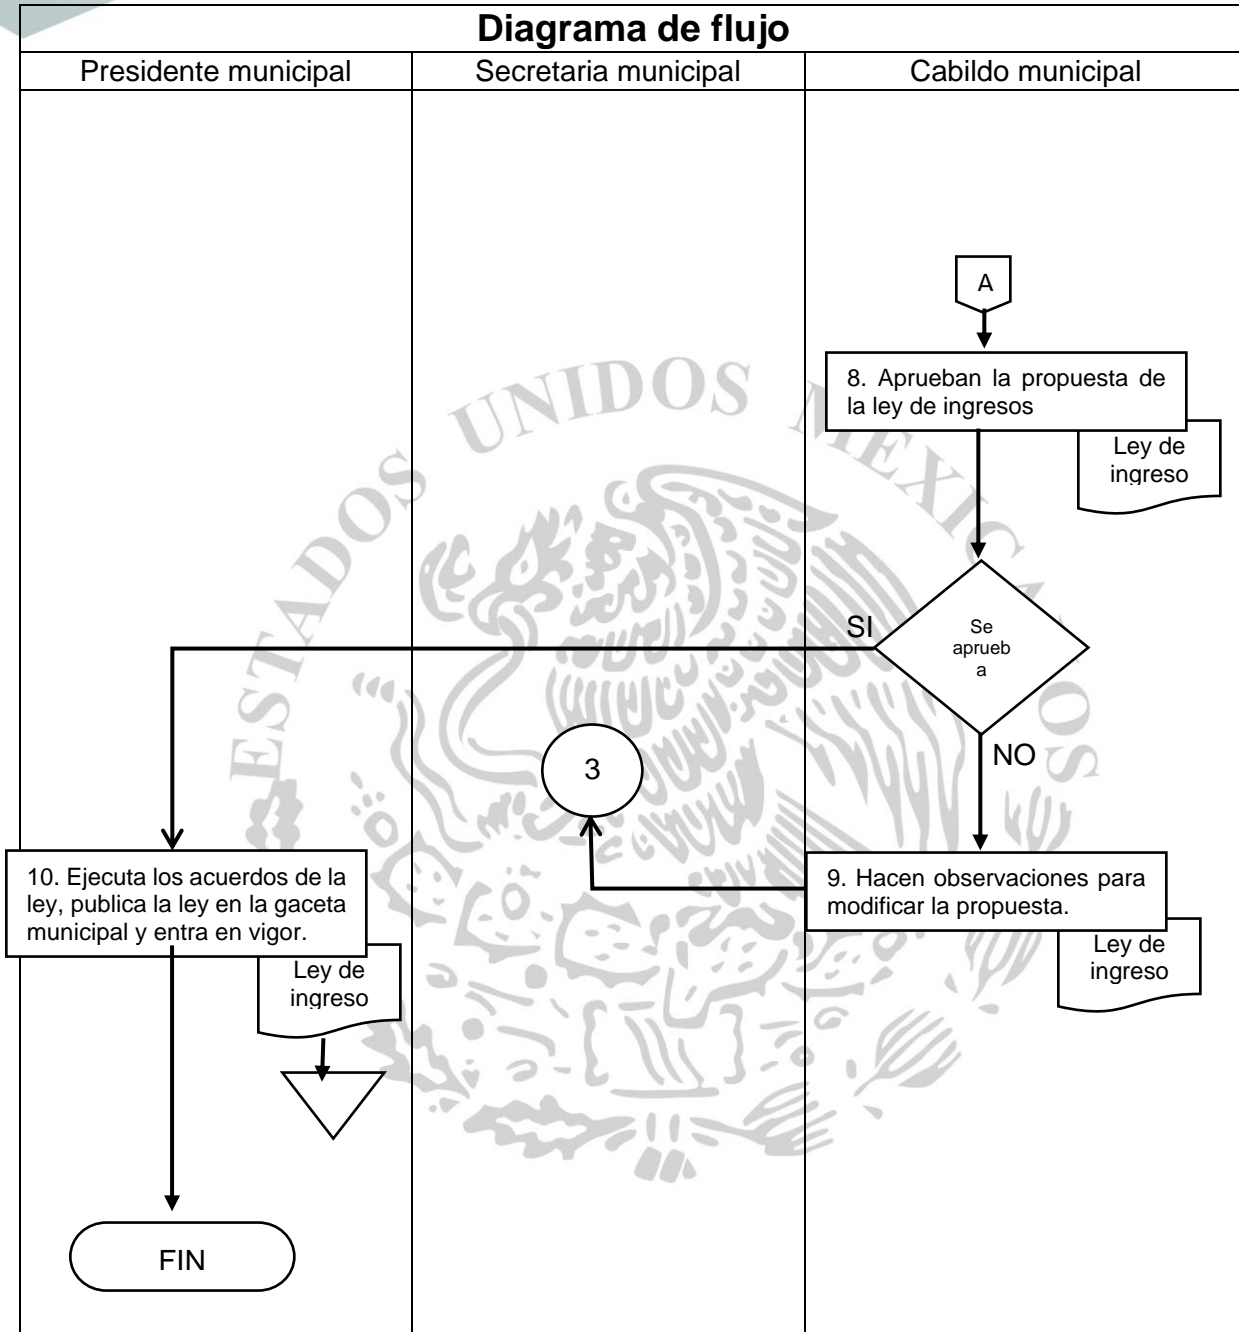 Diagrama de flujo
Presidente municipal
Secretaria municipal
Cabildo municipal
A
8. Aprueban la propuesta de
la ley de ingresos
Ley de
ingreso
ESTADOS UNIDOS MEXICANOS
SI
Se
aprueb
a
NO
3
10. Ejecuta los acuerdos de la
ley, publica la ley en la gaceta
municipal y entra en vigor.
Ley de
ingreso
9. Hacen observaciones para
modificar la propuesta.
Ley de
ingreso
FIN